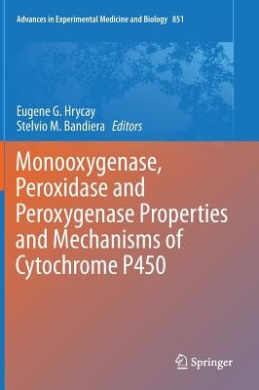 Advances in Experimental Medicine and Biology 851
Eugene G. Hrycay
Stelvio M. Bandiera Editors
Monooxygenase,
Peroxidase and
Peroxygenase Properties
and Mechanisms of
Cytochrome P450
Springer